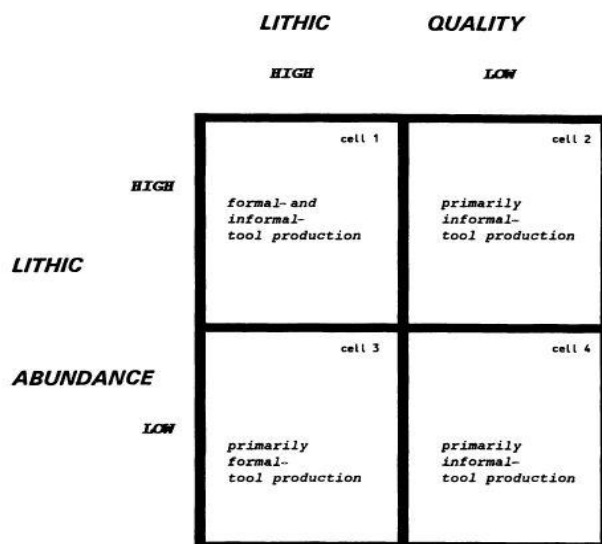 LITHIC QUALITY
HIGH LOW
cell 1 cell 2
HIGH
formal- and primarily
informal- informal-
tool production tool production
LITHIC
cell 3 cell 4
ABUNDANCE
LOW
primarily primarily
formal- informal-
tool production tool production